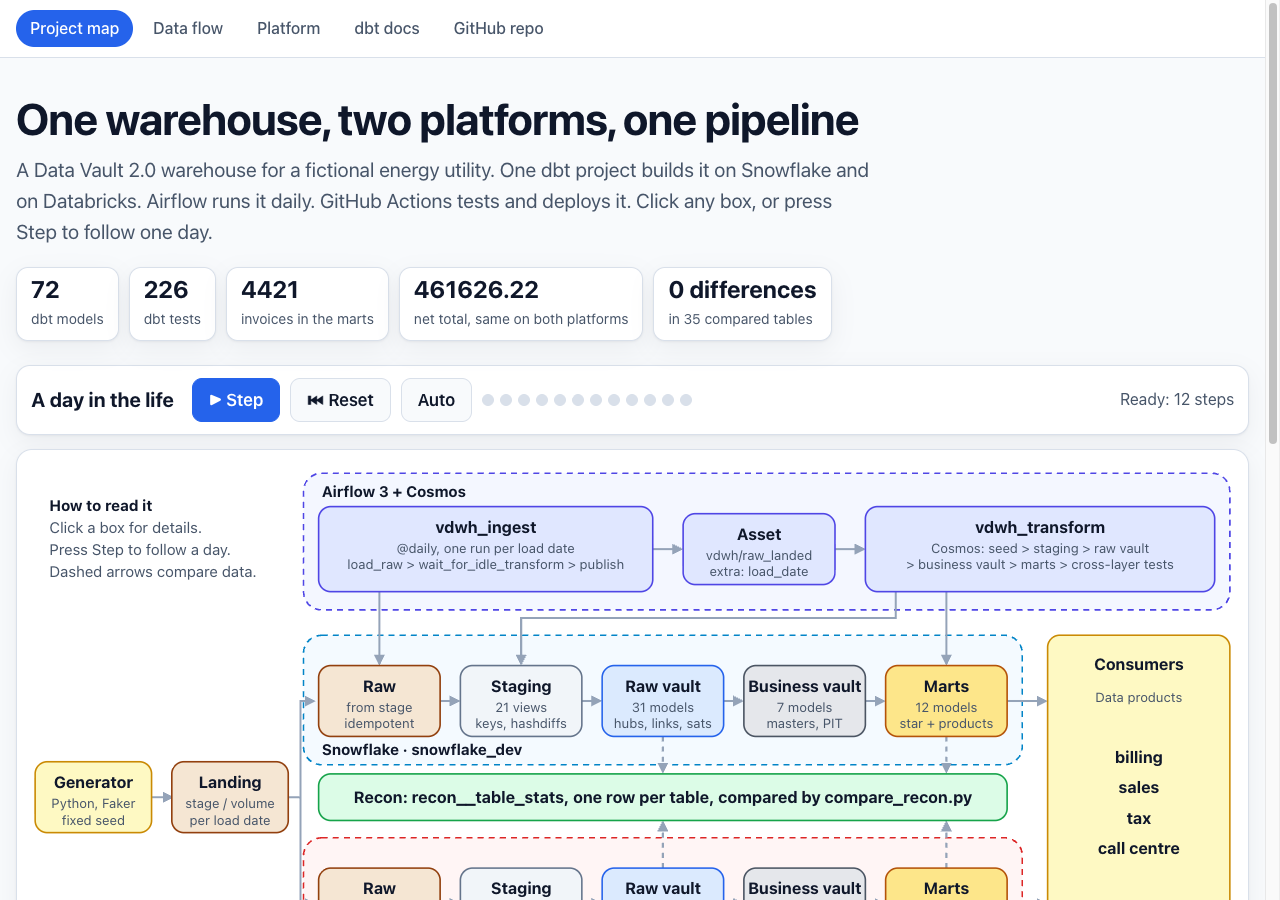 Project map
Data flow
Platform
dbt docs
GitHub repo
One warehouse, two platforms, one pipeline
A Data Vault 2.0 warehouse for a fictional energy utility. One dbt project builds it on Snowflake and
on Databricks. Airflow runs it daily. GitHub Actions tests and deploys it. Click any box, or press
Step to follow one day.
72
dbt models
226
dbt tests
4421
invoices in the marts
461626.22
net total, same on both platforms
0 differences
in 35 compared tables
A day in the life
Step
Reset
Auto
Ready: 12 steps
How to read it
Click a box for details.
Press Step to follow a day.
Dashed arrows compare data.
Airflow 3 + Cosmos
vdwh_ingest
@daily, one run per load date
load_raw > wait_for_idle_transform > publish
Asset
vdwh/raw_landed
extra: load_date
vdwh_transform
Cosmos: seed > staging > raw vault
> business vault > marts > cross-layer tests
Raw
from stage
idempotent
Staging
21 views
keys, hashdiffs
Raw vault
31 models
hubs, links, sats
Business vault
7 models
masters, PIT
Marts
12 models
star + products
Snowflake · snowflake_dev
Consumers
Data products
billing
sales
tax
call centre
Generator
Python, Faker
fixed seed
Landing
stage / volume
per load date
Recon: recon__table_stats, one row per table, compared by compare_recon.py
Raw
Staging
Raw vault
Business vault
Marts